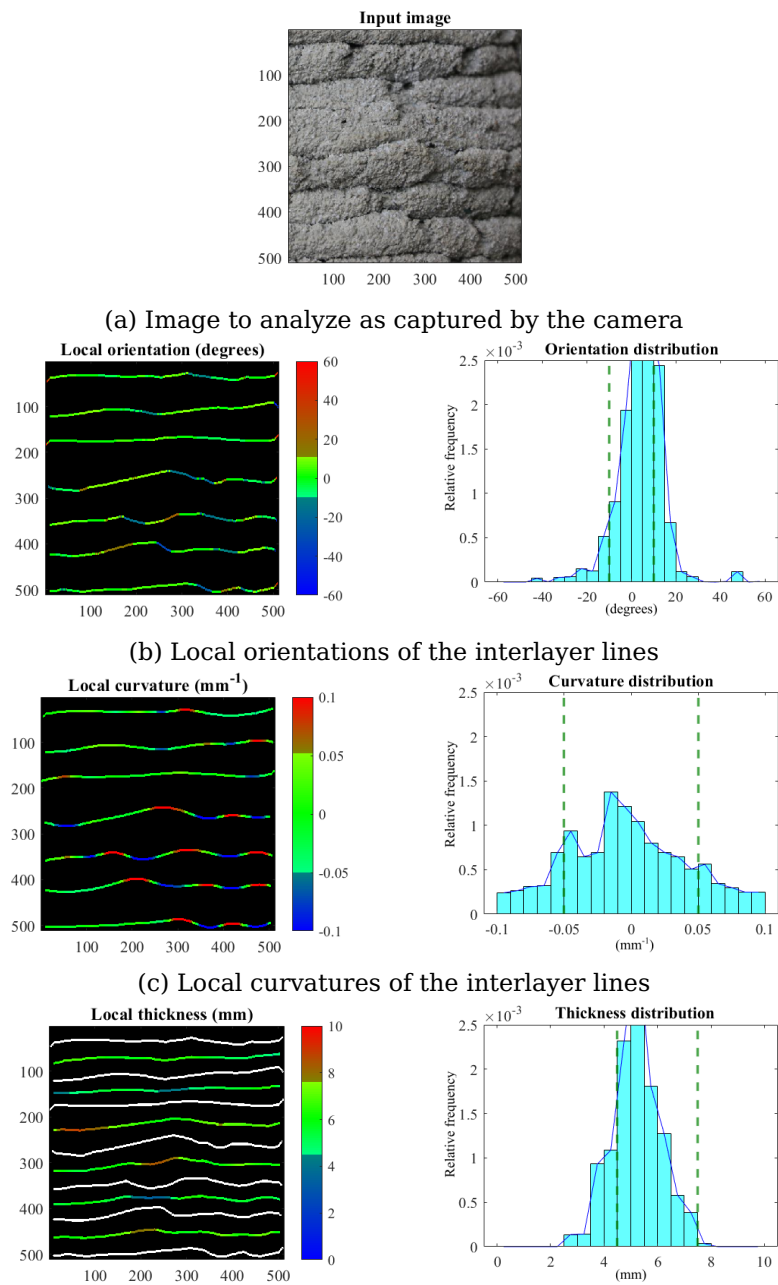 Input image
100
200
300
400
500
100 200 300 400 500
(a) Image to analyze as captured by the camera
Local orientation (degrees)
100
200
300
400
500
100 200 300 400 500
60
40
20
0
-20
-40
-60
Orientation distribution
×10⁻³
2.5
2
1.5
1
0.5
0
Relative frequency
-60 -40 -20 0 20 40 60
(degrees)
(b) Local orientations of the interlayer lines
Local curvature (mm⁻¹)
100
200
300
400
500
100 200 300 400 500
0.1
0.05
0
-0.05
-0.1
Curvature distribution
×10⁻³
2.5
2
1.5
1
0.5
0
Relative frequency
-0.1 -0.05 0 0.05 0.1
(mm⁻¹)
(c) Local curvatures of the interlayer lines
Local thickness (mm)
100
200
300
400
500
100 200 300 400 500
10
8
6
4
2
0
Thickness distribution
×10⁻³
2.5
2
1.5
1
0.5
0
Relative frequency
0 2 4 6 8 10
(mm)